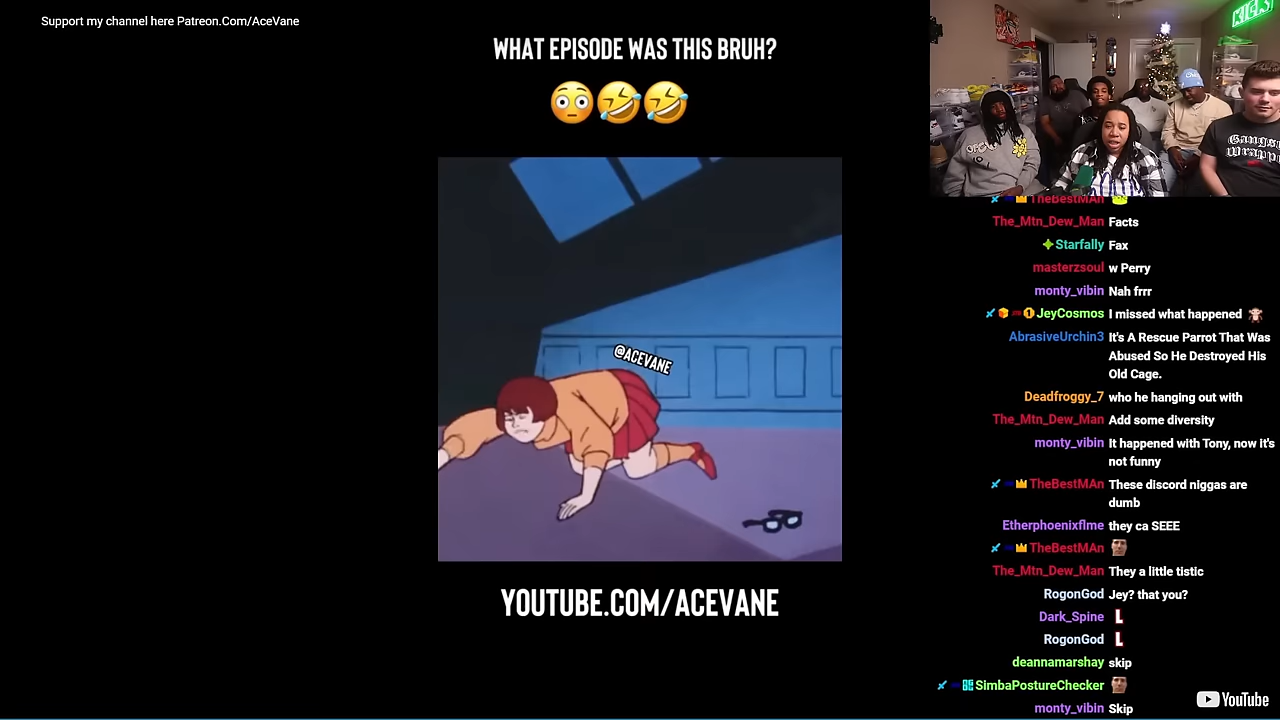 Support my channel here Patreon.Com/AceVane
WHAT EPISODE WAS THIS BRUH?
@ACEVANE
YOUTUBE.COM/ACEVANE
KICK
TheBestMAn
The_Mtn_Dew_Man Facts
Starfally Fax
masterzsoul w Perry
monty_vibin Nah frrr
JeyCosmos I missed what happened
AbrasiveUrchin3 It's A Rescue Parrot That Was
Abused So He Destroyed His
Old Cage.
Deadfroggy_7 who he hanging out with
The_Mtn_Dew_Man Add some diversity
monty_vibin It happened with Tony, now it's
not funny
TheBestMAn These discord niggas are
dumb
Etherphoenixflme they ca SEEE
TheBestMAn
The_Mtn_Dew_Man They a little tistic
RogonGod Jey? that you?
Dark_Spine L
RogonGod L
deannamarshay skip
SimbaPostureChecker
monty_vibin Skip
YouTube